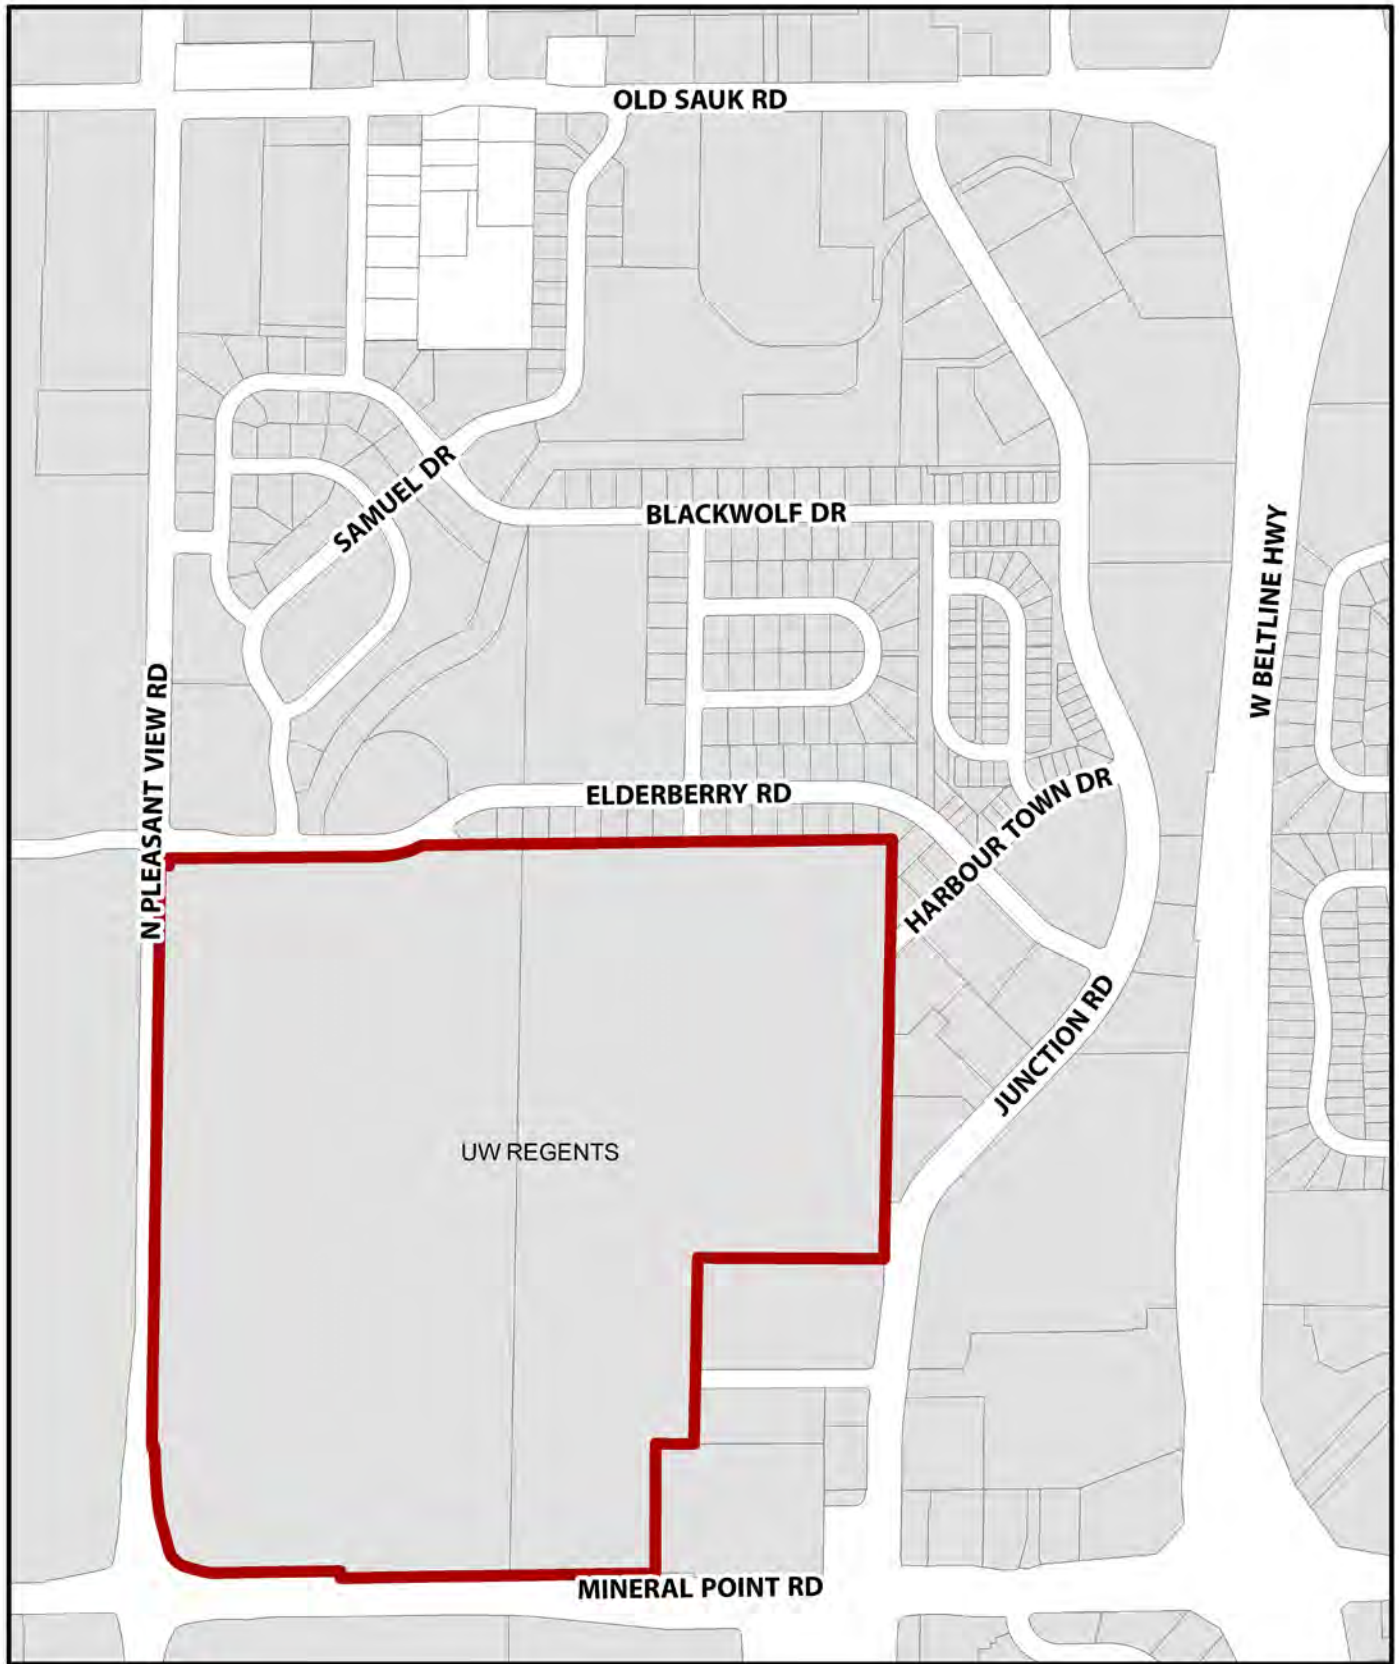 OLD SAUK RD
SAMUEL DR
BLACKWOLF DR
W BELTLINE HWY
N PLEASANT VIEW RD
ELDERBERRY RD
HARBOUR TOWN DR
JUNCTION RD
UW REGENTS
MINERAL POINT RD